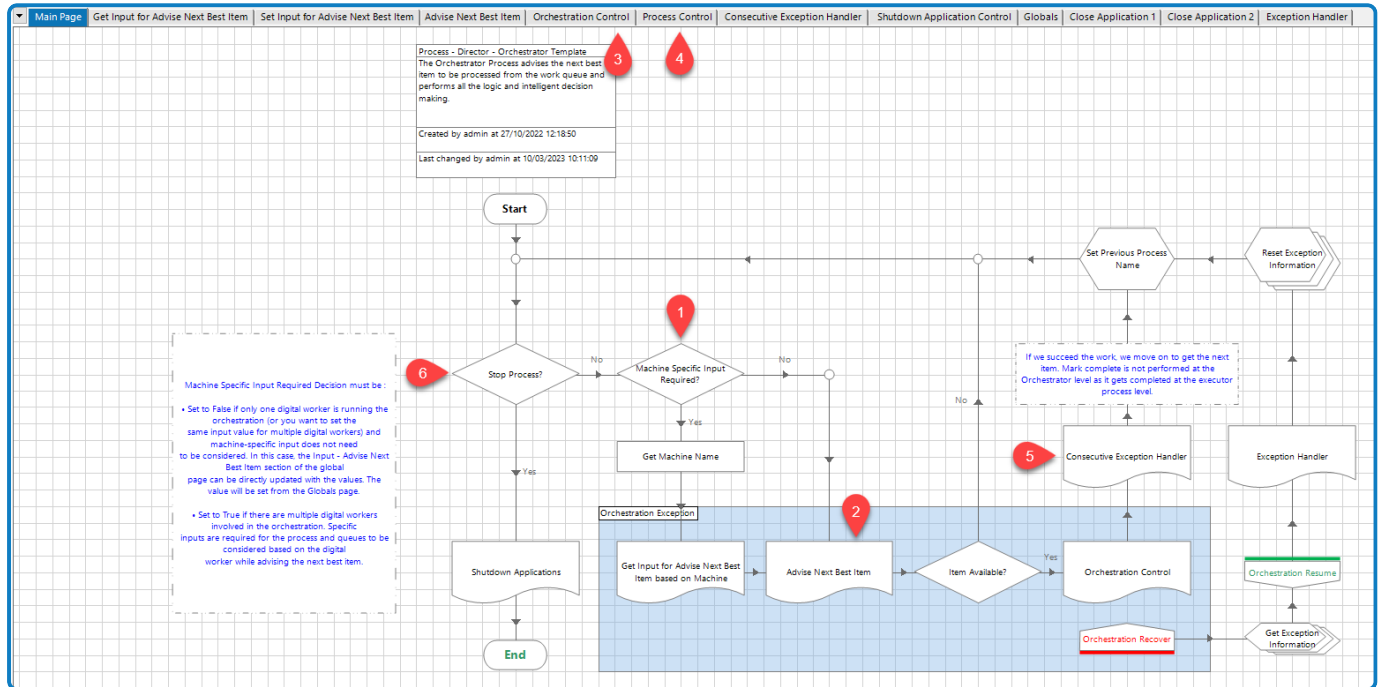 Main Page
Get Input for Advise Next Best Item
Set Input for Advise Next Best Item
Advise Next Best Item
Orchestration Control
Process Control
Consecutive Exception Handler
Shutdown Application Control
Globals
Close Application 1
Close Application 2
Exception Handler
3
4
Process - Director - Orchestrator Template
The Orchestrator Process advises the next best
item to be processed from the work queue and
performs all the logic and intelligent decision
making.
Created by admin at 27/10/2022 12:18:50
Last changed by admin at 10/03/2023 10:11:09
Start
Set Previous Process
Name
Reset Exception
Information
1
6
Stop Process?
No
Machine Specific Input
Required?
No
If we succeed the work, we move on to get the next
item. Mark complete is not performed at the
Orchestrator level as it gets completed at the executor
process level.
Machine Specific Input Required Decision must be :
• Set to False if only one digital worker is running the
orchestration (or you want to set the
same input value for multiple digital workers) and
machine-specific input does not need
to be considered. In this case, the Input - Advise Next
Best Item section of the global
page can be directly updated with the values. The
value will be set from the Globals page.
• Set to True if there are multiple digital workers
involved in the orchestration. Specific
inputs are required for the process and queues to be
considered based on the digital
worker while advising the next best item.
No
Yes
Get Machine Name
5
Consecutive Exception Handler
Exception Handler
Yes
2
Orchestration Exception
Shutdown Applications
Get Input for Advise Next Best
Item based on Machine
Advise Next Best Item
Item Available?
Yes
Orchestration Control
Orchestration Resume
Orchestration Recover
Get Exception
Information
End